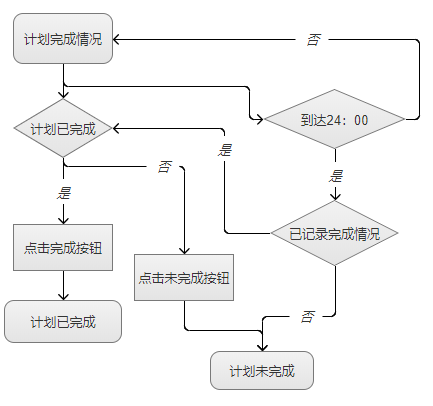 计划完成情况
否
计划已完成
到达24：00
是
否
是
是
点击完成按钮
已记录完成情况
点击未完成按钮
计划已完成
否
计划未完成